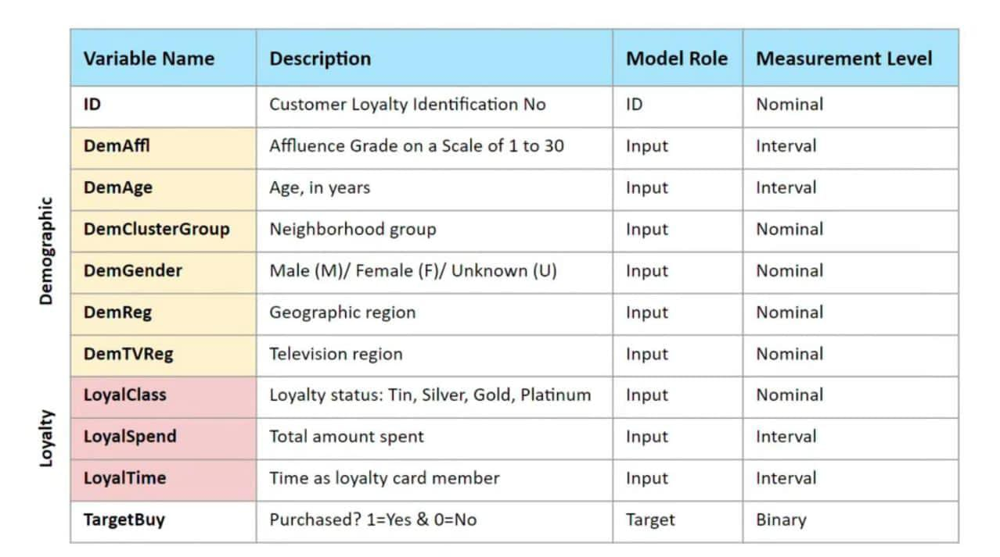 Variable Name Description Model Role Measurement Level
ID Customer Loyalty Identification No ID Nominal
DemAffl Affluence Grade on a Scale of 1 to 30 Input Interval
DemAge Age, in years Input Interval
DemClusterGroup Neighborhood group Input Nominal
DemGender Male (M)/ Female (F)/ Unknown (U) Input Nominal
DemReg Geographic region Input Nominal
DemTVReg Television region Input Nominal
LoyalClass Loyalty status: Tin, Silver, Gold, Platinum Input Nominal
LoyalSpend Total amount spent Input Interval
LoyalTime Time as loyalty card member Input Interval
TargetBuy Purchased? 1=Yes & 0=No Target Binary
Demographic
Loyalty